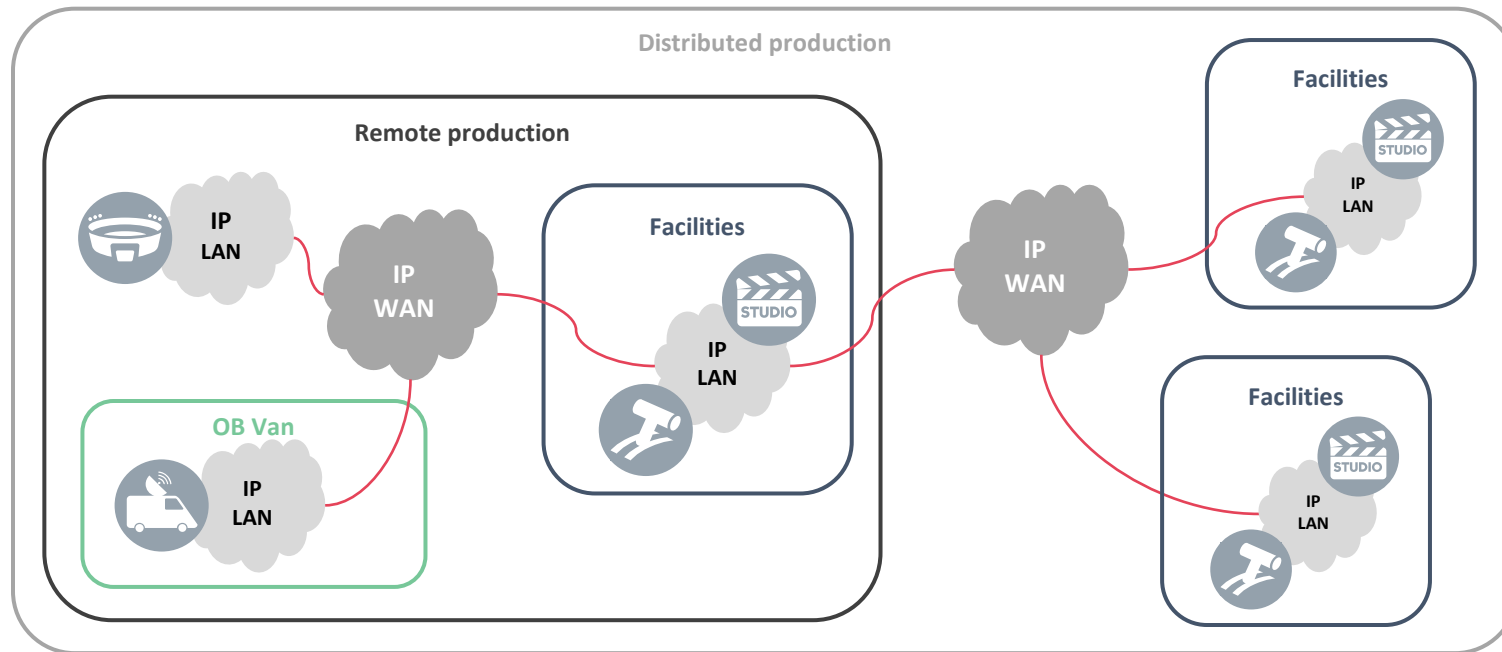 Distributed production
Remote production
IP
LAN
IP
WAN
OB Van
IP
LAN
Facilities
STUDIO
IP
LAN
IP
WAN
Facilities
STUDIO
IP
LAN
Facilities
STUDIO
IP
LAN